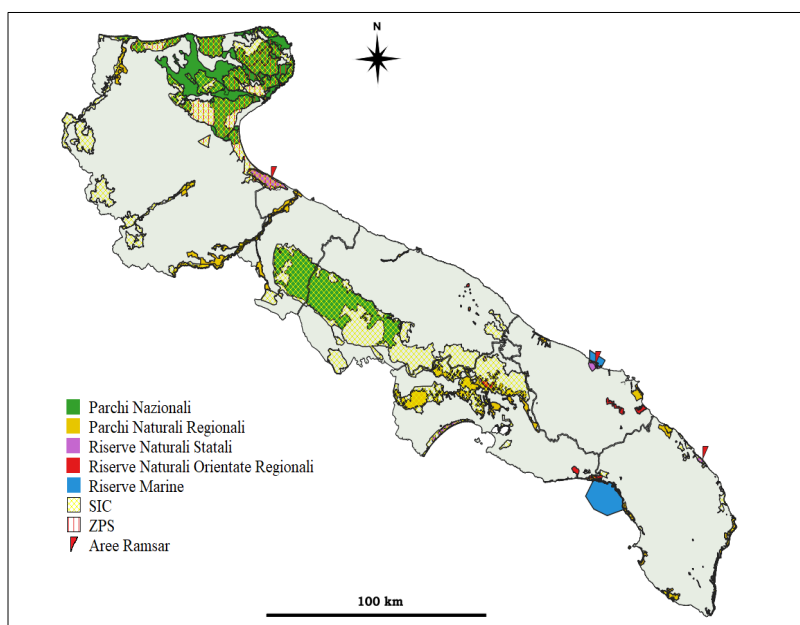 N
Parchi Nazionali
Parchi Naturali Regionali
Riserve Naturali Statali
Riserve Naturali Orientate Regionali
Riserve Marine
SIC
ZPS
Aree Ramsar
100 km